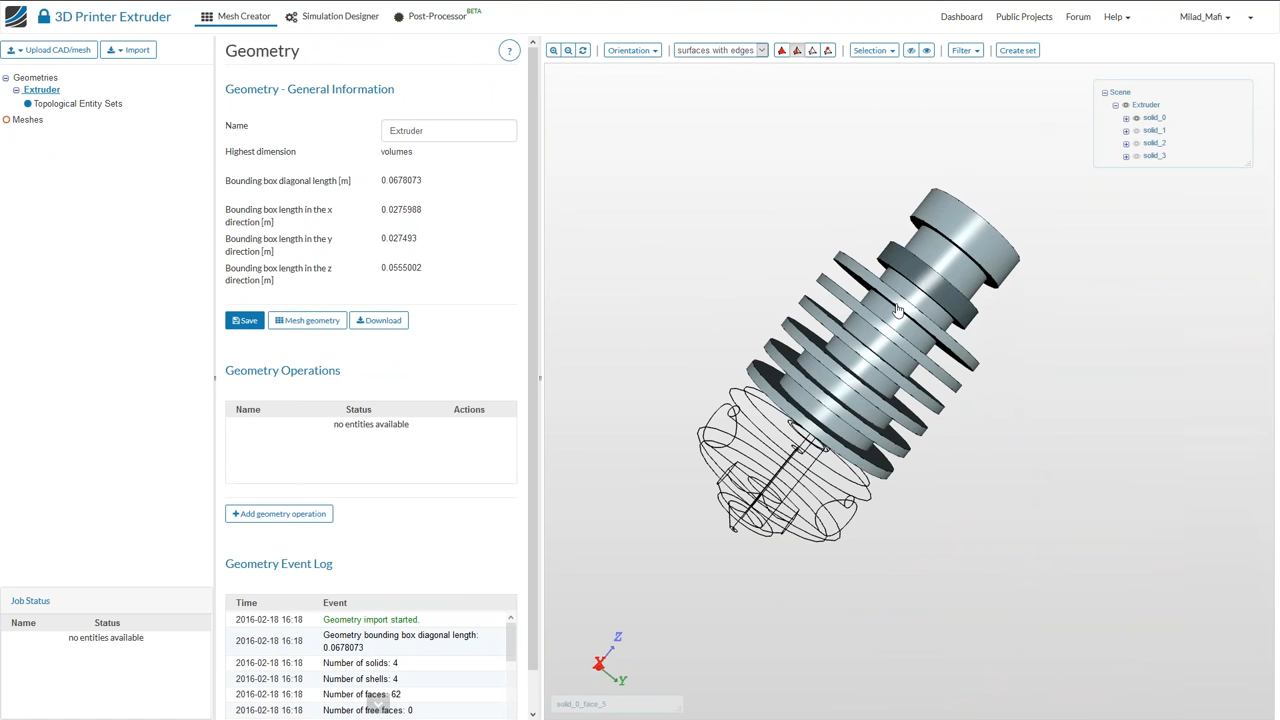 3D Printer Extruder
Mesh Creator
Simulation Designer
Post-Processor BETA
Dashboard
Public Projects
Forum
Help
Milad_Mafi
Upload CAD/mesh
Import
Geometries
Extruder
Topological Entity Sets
Meshes
Job Status
Name Status
no entities available
Geometry
?
Geometry - General Information
Name Extruder
Highest dimension volumes
Bounding box diagonal length [m] 0.0678073
Bounding box length in the x
direction [m] 0.0275988
Bounding box length in the y
direction [m] 0.027493
Bounding box length in the z
direction [m] 0.0555002
Save
Mesh geometry
Download
Geometry Operations
Name Status Actions
no entities available
+ Add geometry operation
Geometry Event Log
Time Event
2016-02-18 16:18 Geometry import started.
2016-02-18 16:18 Geometry bounding box diagonal length:
0.0678073
2016-02-18 16:18 Number of solids: 4
2016-02-18 16:18 Number of shells: 4
2016-02-18 16:18 Number of faces: 62
2016-02-18 16:18 Number of free faces: 0
Orientation
surfaces with edges
Selection
Filter
Create set
Scene
Extruder
solid_0
solid_1
solid_2
solid_3
Z
X
Y
solid_0_face_5